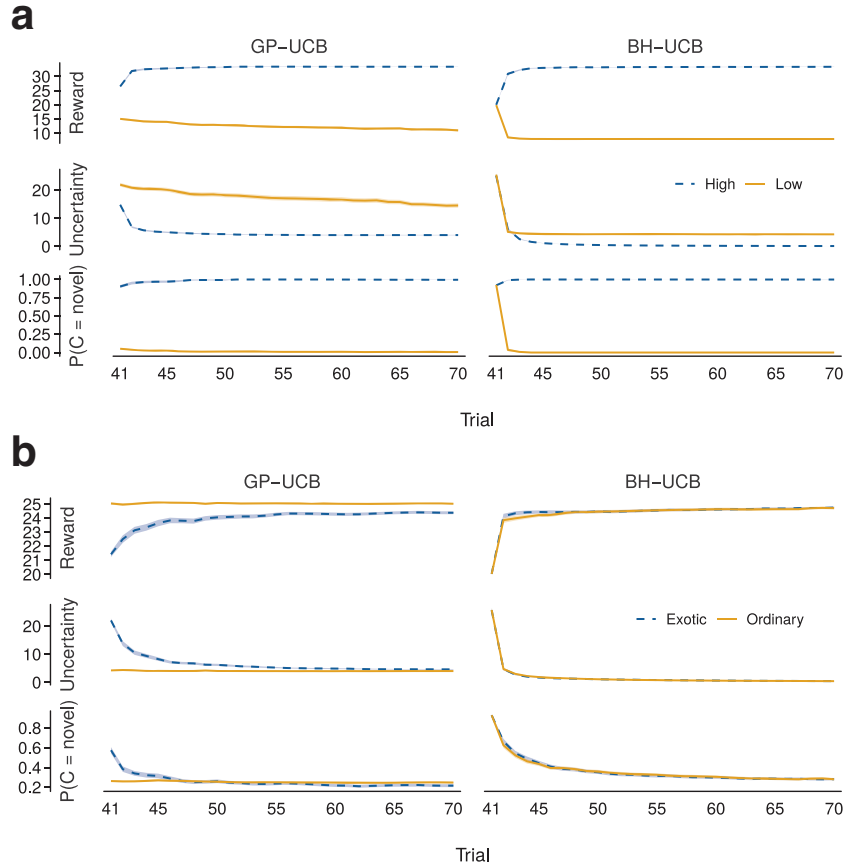 a
GP−UCB
BH−UCB
Reward
30
20
15
10
Uncertainty
20
10
0
High
Low
P(C = novel)
1.00
0.75
0.50
0.25
0.00
41 45 50 55 60 65 70
41 45 50 55 60 65 70
Trial
b
GP−UCB
BH−UCB
Reward
25
24
23
22
21
20
Uncertainty
20
10
0
Exotic
Ordinary
P(C = novel)
0.8
0.6
0.4
0.2
41 45 50 55 60 65 70
41 45 50 55 60 65 70
Trial